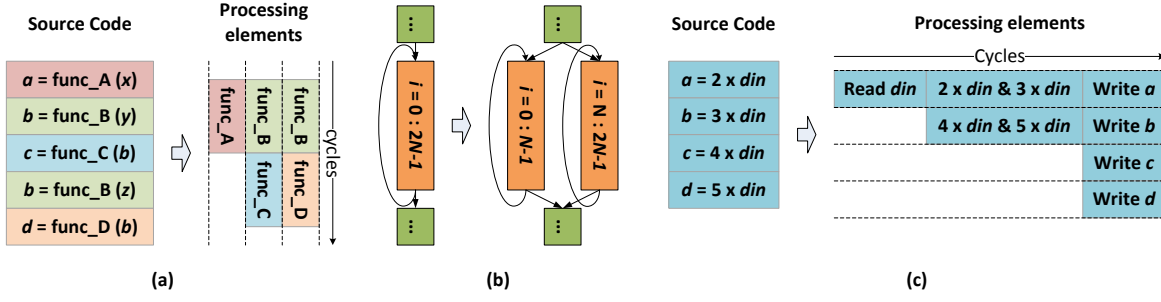 Source Code
a = func_A (x)
b = func_B (y)
c = func_C (b)
b = func_B (z)
d = func_D (b)
Processing
elements
func_A
func_B
func_B
func_C
func_D
cycles
(a)
...
i = 0 : 2N-1
...
...
i = 0 : N-1
i = N : 2N-1
...
(b)
Source Code
a = 2 x din
b = 3 x din
c = 4 x din
d = 5 x din
Processing elements
Cycles
Read din 2 x din & 3 x din Write a
4 x din & 5 x din Write b
Write c
Write d
(c)